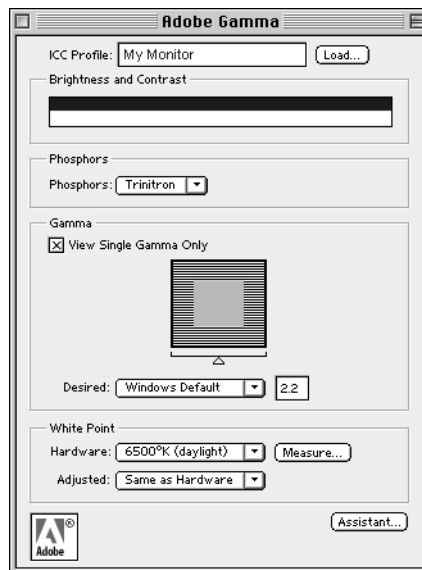 Adobe Gamma
ICC Profile: My Monitor Load...
Brightness and Contrast
Phosphors
Phosphors: Trinitron
Gamma
View Single Gamma Only
Desired: Windows Default 2.2
White Point
Hardware: 6500°K (daylight) Measure...
Adjusted: Same as Hardware
Assistant...
Adobe®